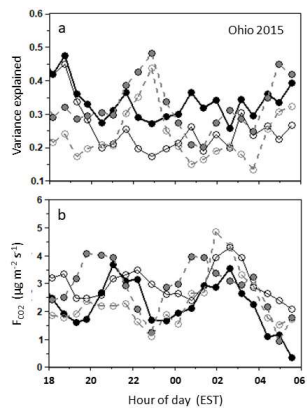 a
Ohio 2015
Variance explained
0.6
0.5
0.4
0.3
0.2
0.1
b
F_CO2 (μg m⁻² s⁻¹)
6
5
4
3
2
1
0
18 20 22 00 02 04 06
Hour of day (EST)